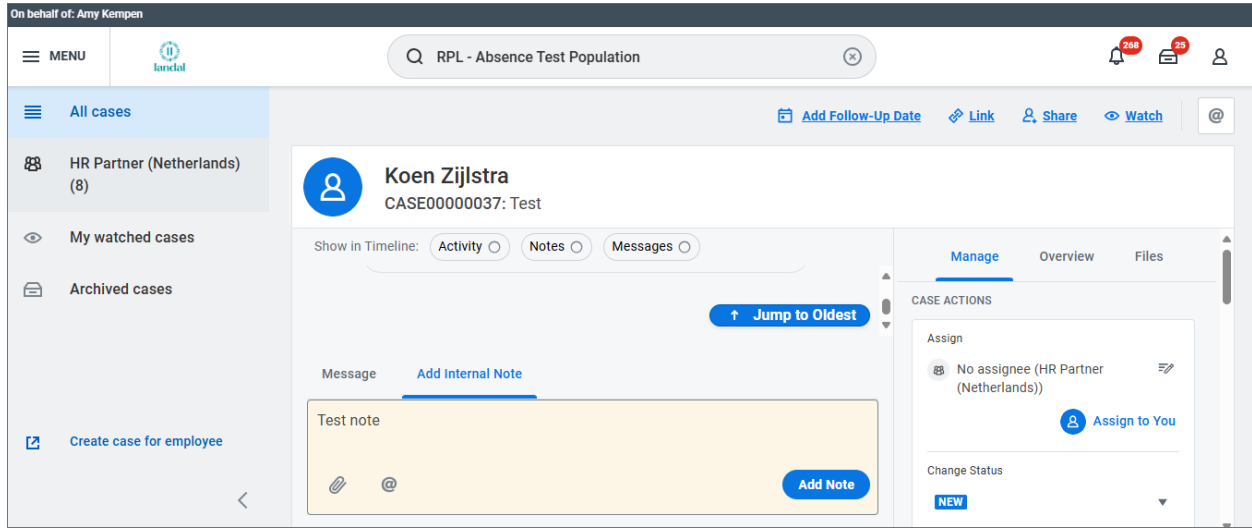 On behalf of: Amy Kempen
MENU
landal
RPL - Absence Test Population
268
25
All cases
HR Partner (Netherlands)
(8)
My watched cases
Archived cases
Create case for employee
Add Follow-Up Date
Link
Share
Watch
@
Koen Zijlstra
CASE00000037: Test
Show in Timeline:
Activity
Notes
Messages
Jump to Oldest
Message
Add Internal Note
Test note
@
Add Note
Manage
Overview
Files
CASE ACTIONS
Assign
No assignee (HR Partner
(Netherlands))
Assign to You
Change Status
NEW